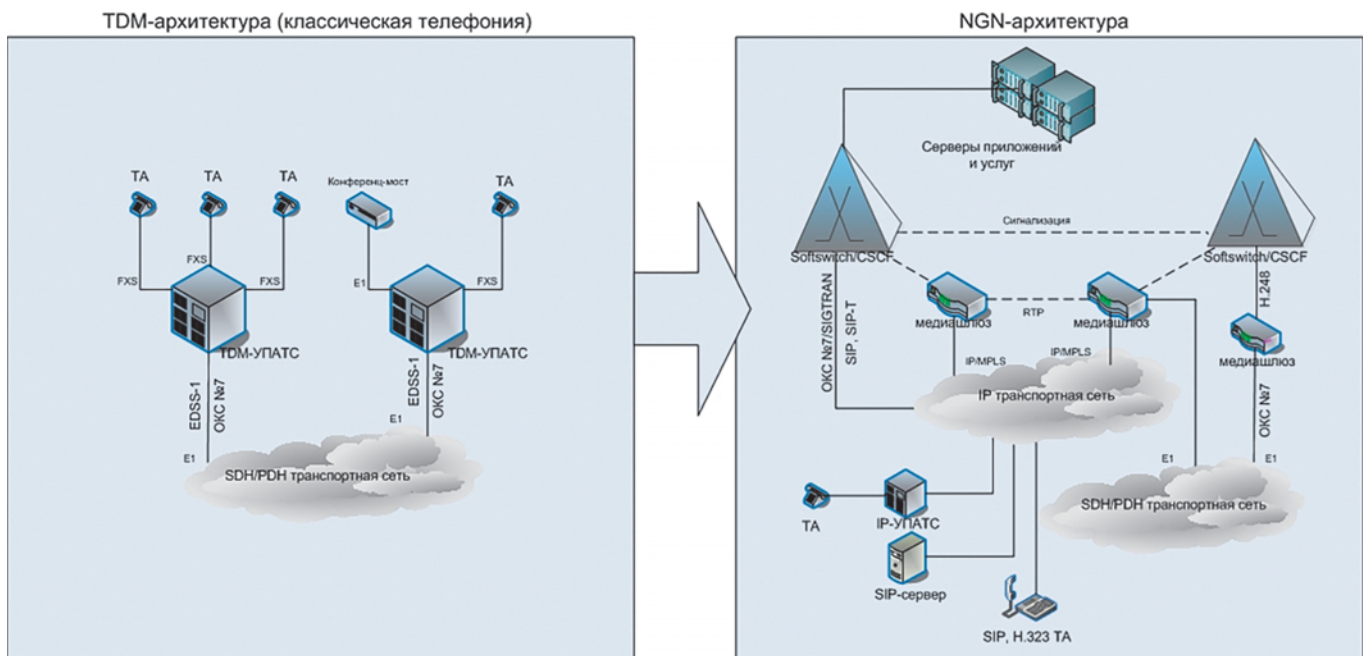 TDM-архитектура (классическая телефония)
NGN-архитектура
ТА
ТА
ТА
Конференц-мост
ТА
FXS
FXS
FXS
E1
FXS
TDM-УПАТС
TDM-УПАТС
EDSS-1
ОКС №7
EDSS-1
ОКС №7
E1
E1
SDH/PDH транспортная сеть
Серверы приложений
и услуг
Сигнализация
Softswitch/CSCF
Softswitch/CSCF
ОКС №7/SIGTRAN
SIP, SIP-T
медиашлюз
RTP
медиашлюз
H.248
медиашлюз
IP/MPLS
IP/MPLS
IP транспортная сеть
ОКС №7
E1
E1
SDH/PDH транспортная сеть
ТА
IP-УПАТС
SIP-сервер
SIP, H.323 ТА